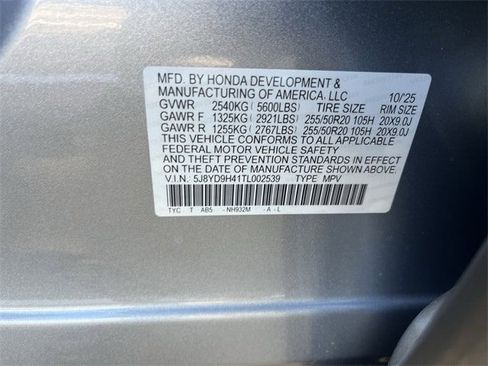 MFD. BY HONDA DEVELOPMENT &
MANUFACTURING OF AMERICA, LLC 10/25
GVWR 2540KG (5600LBS) TIRE SIZE RIM SIZE
GAWR F 1325KG (2921LBS) 255/50R20 105H 20X9.0J
GAWR R 1255KG (2767LBS) 255/50R20 105H 20X9.0J
THIS VEHICLE CONFORMS TO ALL APPLICABLE
FEDERAL MOTOR VEHICLE SAFETY
AND THEFT PREVENTION STANDARDS IN EFFECT
ON THE DATE OF MANUFACTURE SHOWN ABOVE.
V.I.N.: 5J8YD9H41TL002539 TYPE: MPV
TYC T AB5 - NH932M - A - L